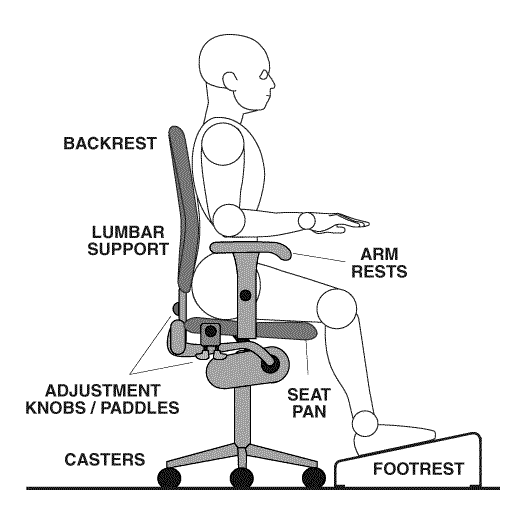 BACKREST
LUMBAR
SUPPORT
ARM
RESTS
ADJUSTMENT
KNOBS / PADDLES
SEAT
PAN
CASTERS
FOOTREST